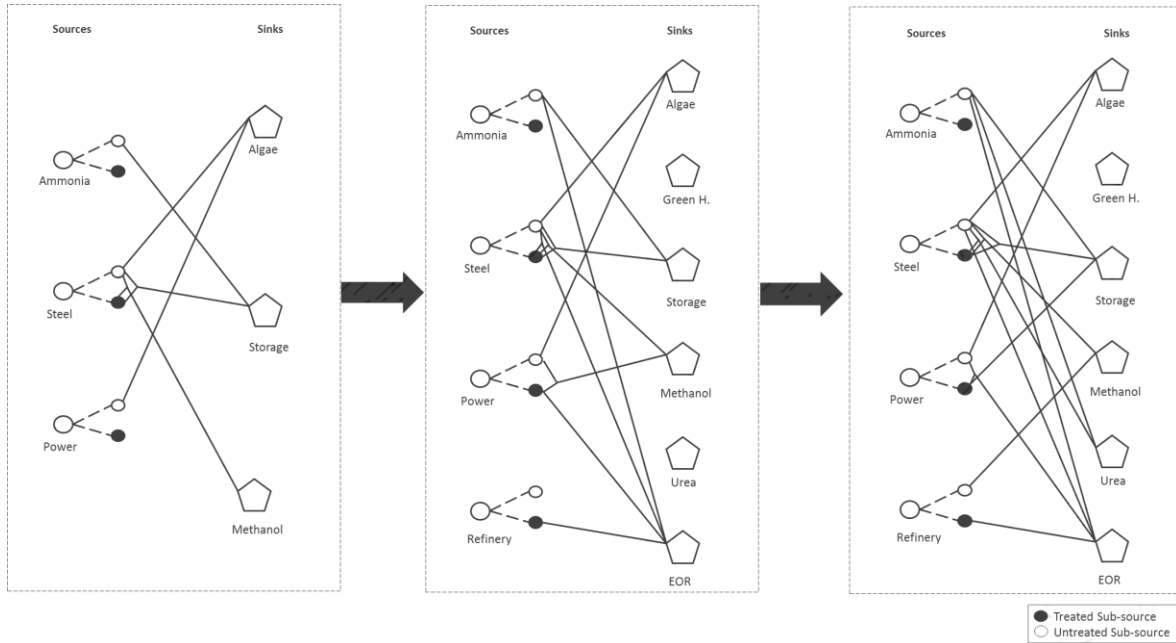 Sources Sinks
Algae
Ammonia
Steel
Storage
Power
Methanol
Sources Sinks
Algae
Ammonia
Green H.
Steel
Storage
Power
Methanol
Urea
Refinery
EOR
Sources Sinks
Algae
Ammonia
Green H.
Steel
Storage
Power
Methanol
Urea
Refinery
EOR
Treated Sub-source
Untreated Sub-source